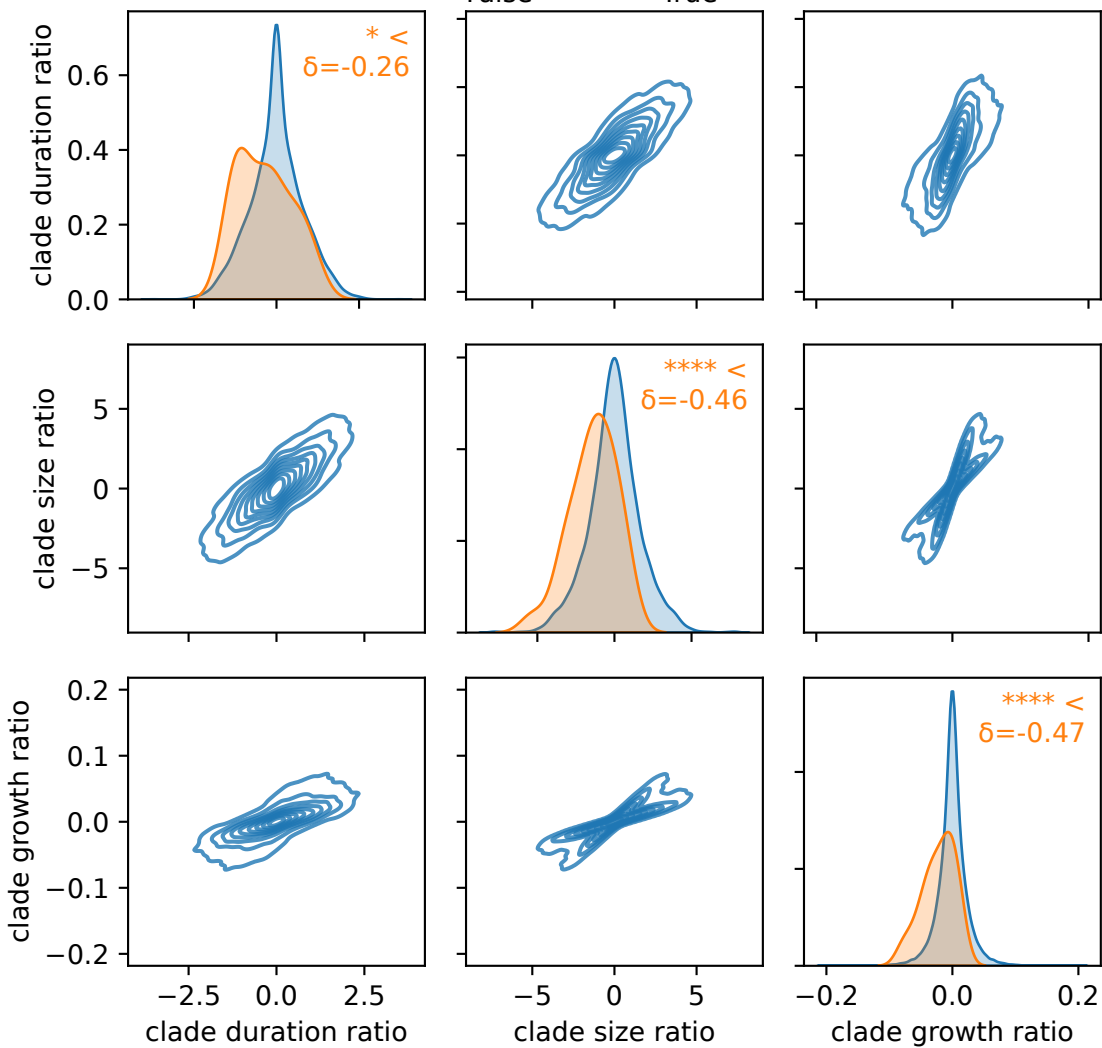 clade duration ratio
0.6
0.4
0.2
0.0
* <
δ=-0.26
clade size ratio
5
0
−5
**** <
δ=-0.46
clade growth ratio
0.2
0.1
0.0
−0.1
−0.2
**** <
δ=-0.47
−2.5 0.0 2.5
−5 0 5
−0.2 0.0 0.2
clade duration ratio
clade size ratio
clade growth ratio